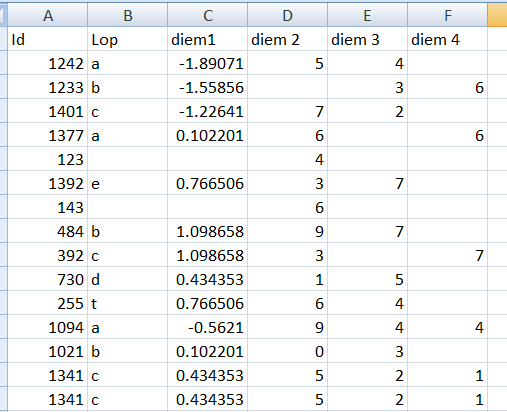 A B C D E F
Id Lop diem1 diem 2 diem 3 diem 4
1242 a -1.89071 5 4
1233 b -1.55856 3 6
1401 c -1.22641 7 2
1377 a 0.102201 6 6
123 4
1392 e 0.766506 3 7
143 6
484 b 1.098658 9 7
392 c 1.098658 3 7
730 d 0.434353 1 5
255 t 0.766506 6 4
1094 a -0.5621 9 4 4
1021 b 0.102201 0 3
1341 c 0.434353 5 2 1
1341 c 0.434353 5 2 1